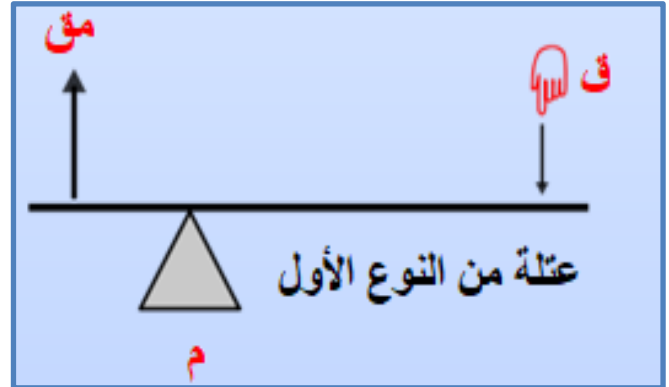 مق
ق
عتلة من النوع الأول
م